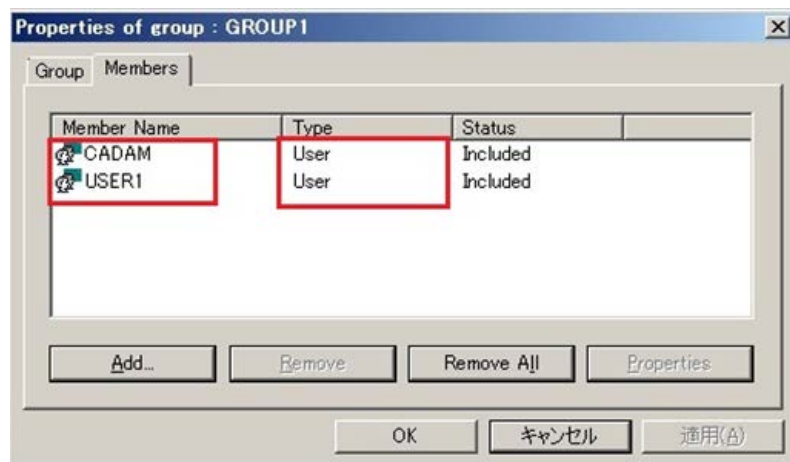 Properties of group : GROUP1
Group Members
Member Name Type Status
CADAM User Included
USER1 User Included
Add... Remove Remove All Properties
OK キャンセル 適用(A)